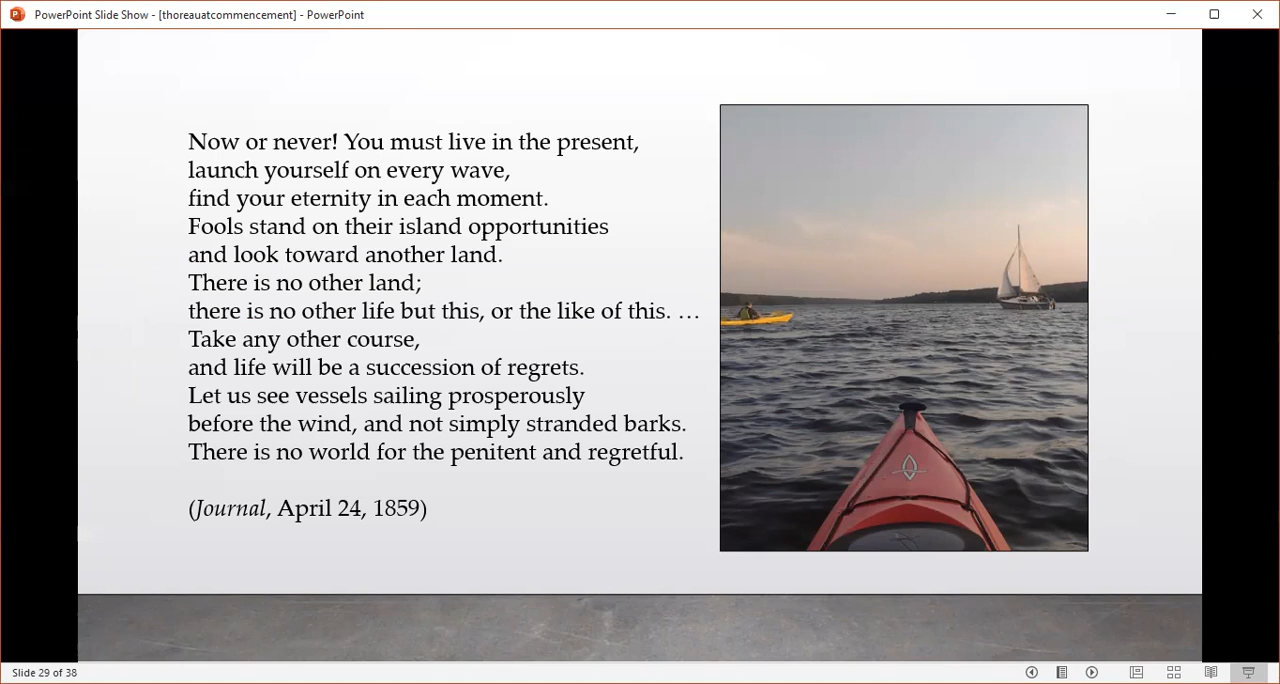 PowerPoint Slide Show - [thoreauatcommencement] - PowerPoint
Now or never! You must live in the present,
launch yourself on every wave,
find your eternity in each moment.
Fools stand on their island opportunities
and look toward another land.
There is no other land;
there is no other life but this, or the like of this. …
Take any other course,
and life will be a succession of regrets.
Let us see vessels sailing prosperously
before the wind, and not simply stranded barks.
There is no world for the penitent and regretful.
(Journal, April 24, 1859)
Slide 29 of 38